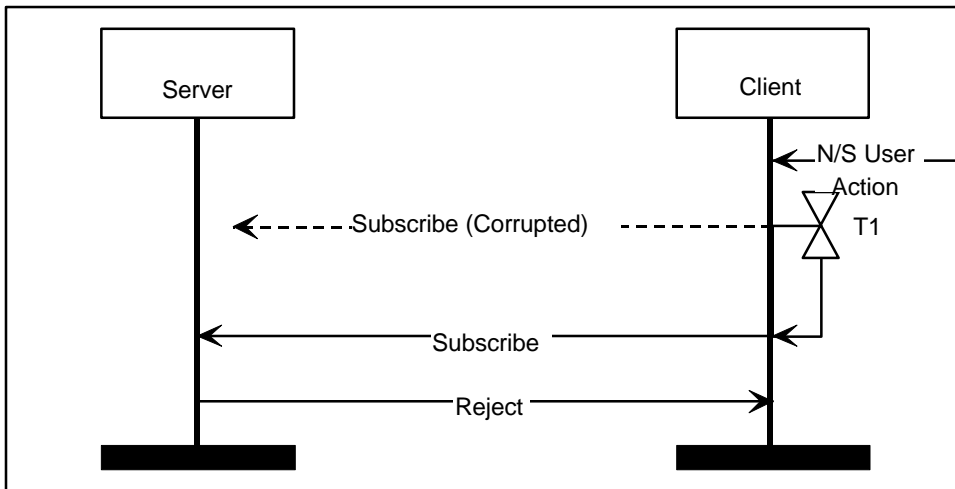 Server
Client
N/S User
Action
Subscribe (Corrupted)
T1
Subscribe
Reject